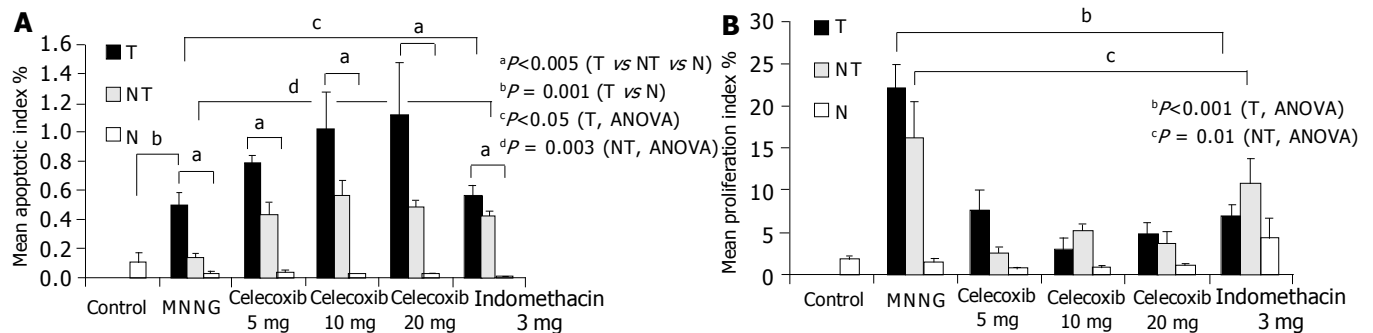 A
Mean apoptotic index %
1.6
1.4
1.2
1.0
0.8
0.6
0.4
0.2
0.0
T
NT
N
c
a
a
d
a
b
a
a
ᵃP<0.005 (T vs NT vs N)
ᵇP = 0.001 (T vs N)
ᶜP<0.05 (T, ANOVA)
ᵈP = 0.003 (NT, ANOVA)
Control
MNNG
Celecoxib
5 mg
Celecoxib
10 mg
Celecoxib
20 mg
Indomethacin
3 mg
B
Mean proliferation index %
30
25
20
15
10
5
0
T
NT
N
b
c
ᵇP<0.001 (T, ANOVA)
ᶜP = 0.01 (NT, ANOVA)
Control
MNNG
Celecoxib
5 mg
Celecoxib
10 mg
Celecoxib
20 mg
Indomethacin
3 mg